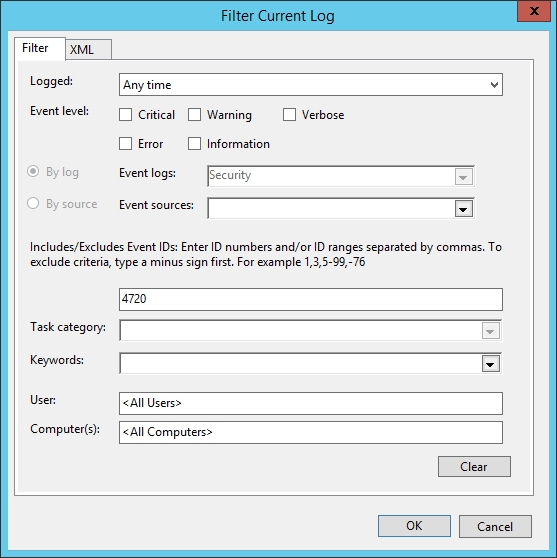 Filter Current Log
x
Filter XML
Logged: Any time
Event level: Critical Warning Verbose
Error Information
By log Event logs: Security
By source Event sources:
Includes/Excludes Event IDs: Enter ID numbers and/or ID ranges separated by commas. To
exclude criteria, type a minus sign first. For example 1,3,5-99,-76
4720
Task category:
Keywords:
User: <All Users>
Computer(s): <All Computers>
Clear
OK Cancel